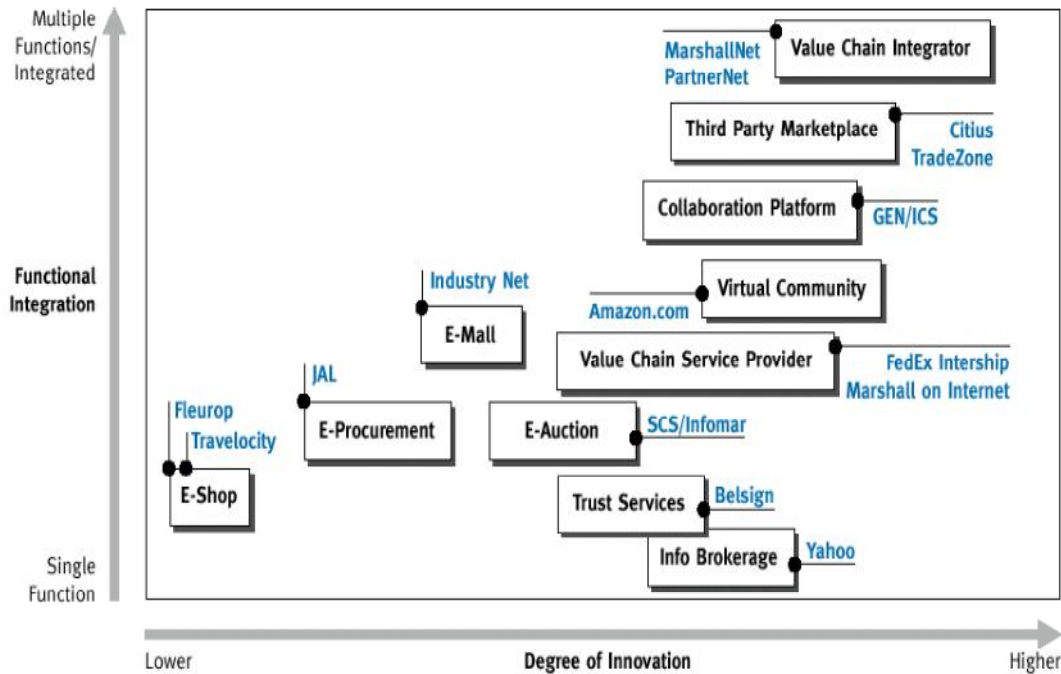 Multiple
Functions/
Integrated
Value Chain Integrator
MarshallNet
PartnerNet
Third Party Marketplace
Citius
TradeZone
Collaboration Platform
GEN/ICS
Functional
Integration
Industry Net
E-Mall
Virtual Community
Amazon.com
Value Chain Service Provider
FedEx Intership
Marshall on Internet
JAL
E-Procurement
E-Auction
SCS/Infomar
Fleurop
Travelocity
E-Shop
Trust Services
Belsign
Info Brokerage
Yahoo
Single
Function
Lower
Degree of Innovation
Higher